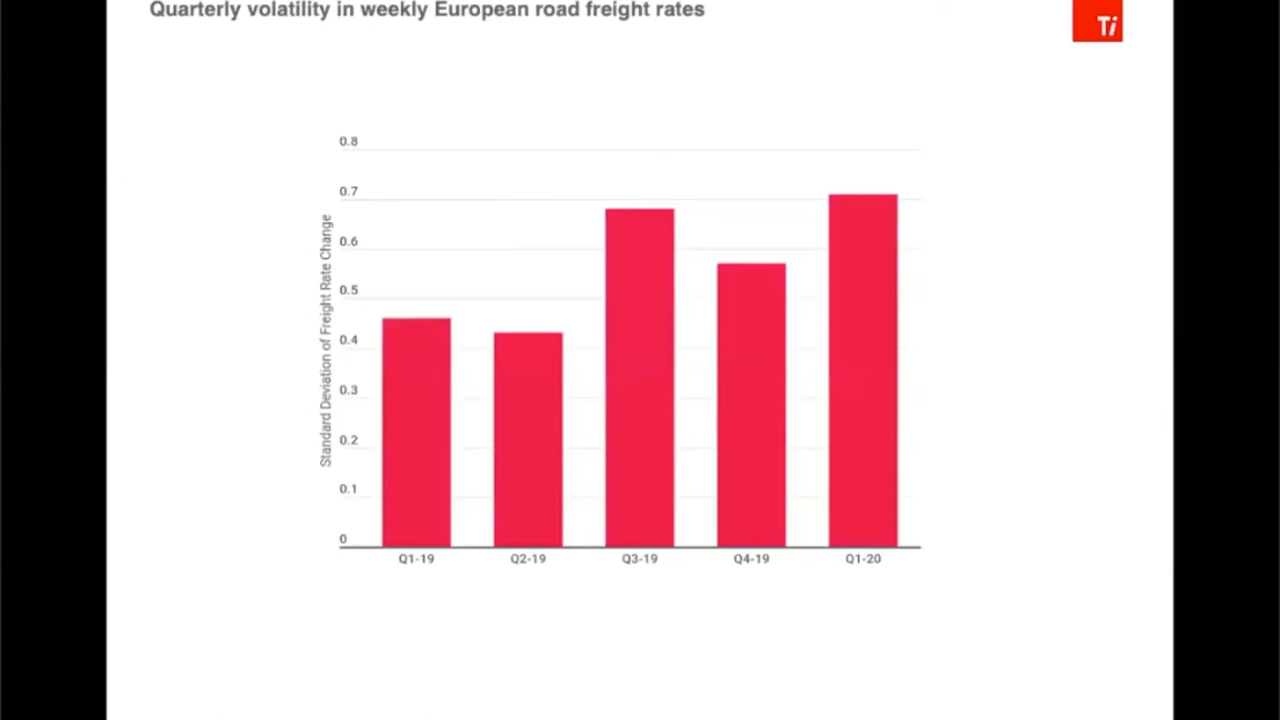 Quarterly volatility in weekly European road freight rates
Ti
0.8
0.7
0.6
0.5
0.4
0.3
0.2
0.1
0
Standard Deviation of Freight Rate Change
Q1-19
Q2-19
Q3-19
Q4-19
Q1-20